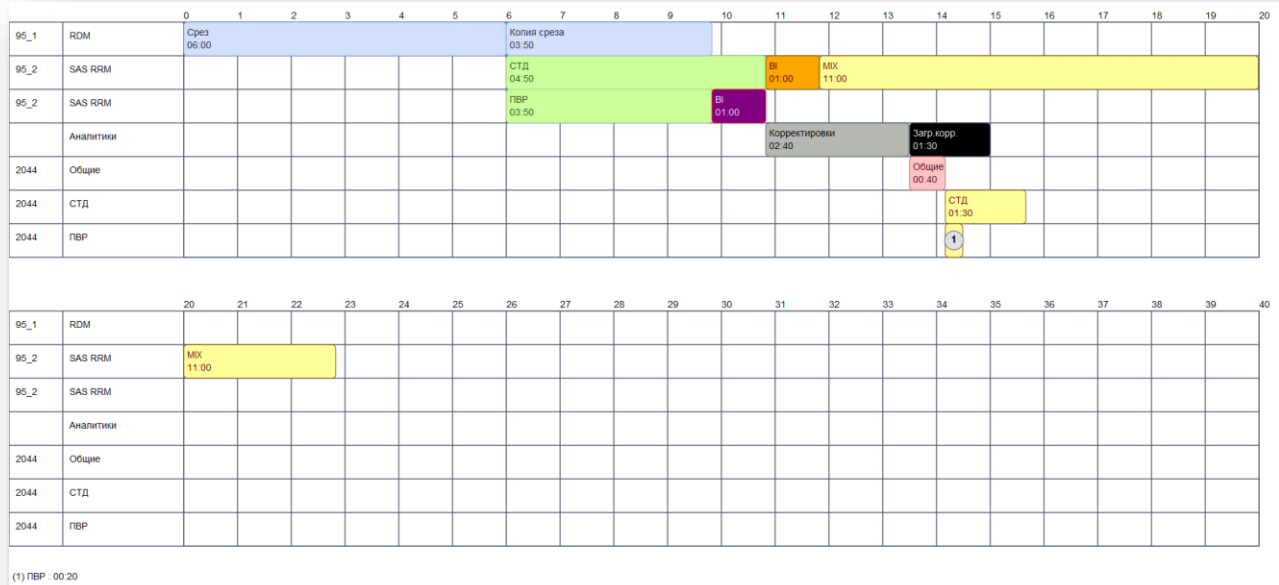 0 1 2 3 4 5 6 7 8 9 10 11 12 13 14 15 16 17 18 19 20
95_1 RDM Срез Копия среза
06:00 03:50
95_2 SAS RRM СТД BI MIX
04:50 01:00 11:00
95_2 SAS RRM ПВР BI
03:50 01:00
Аналитики Корректировки Загр.корр.
02:40 01:30
2044 Общие Общие
00:40
2044 СТД СТД
01:30
2044 ПВР 1
20 21 22 23 24 25 26 27 28 29 30 31 32 33 34 35 36 37 38 39 40
95_1 RDM
95_2 SAS RRM MIX
11:00
95_2 SAS RRM
Аналитики
2044 Общие
2044 СТД
2044 ПВР
(1) ПВР : 00:20